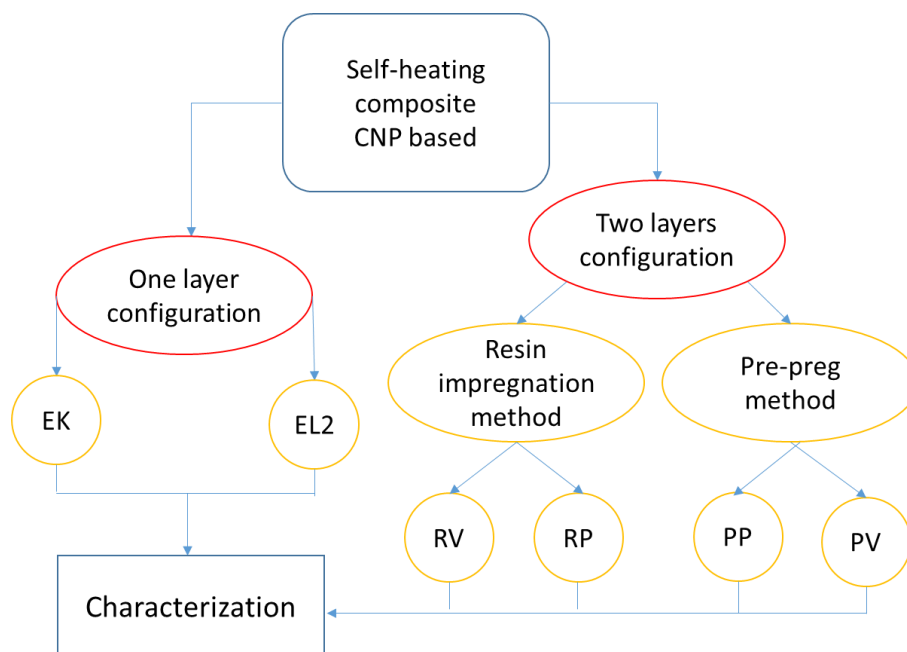 Self-heating
composite
CNP based
Two layers
configuration
One layer
configuration
Resin
impregnation
method
Pre-preg
method
EK
EL2
RV
RP
PP
PV
Characterization